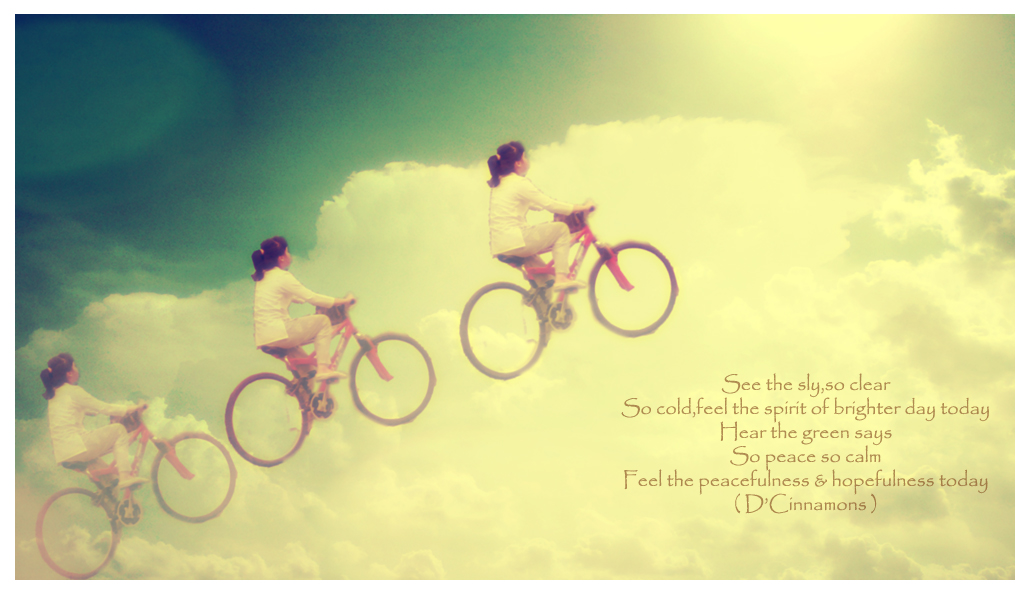 See the sly,so clear
So cold,feel the spirit of brighter day today
Hear the green says
So peace so calm
Feel the peacefulness & hopefulness today
( D'Cinnamons )